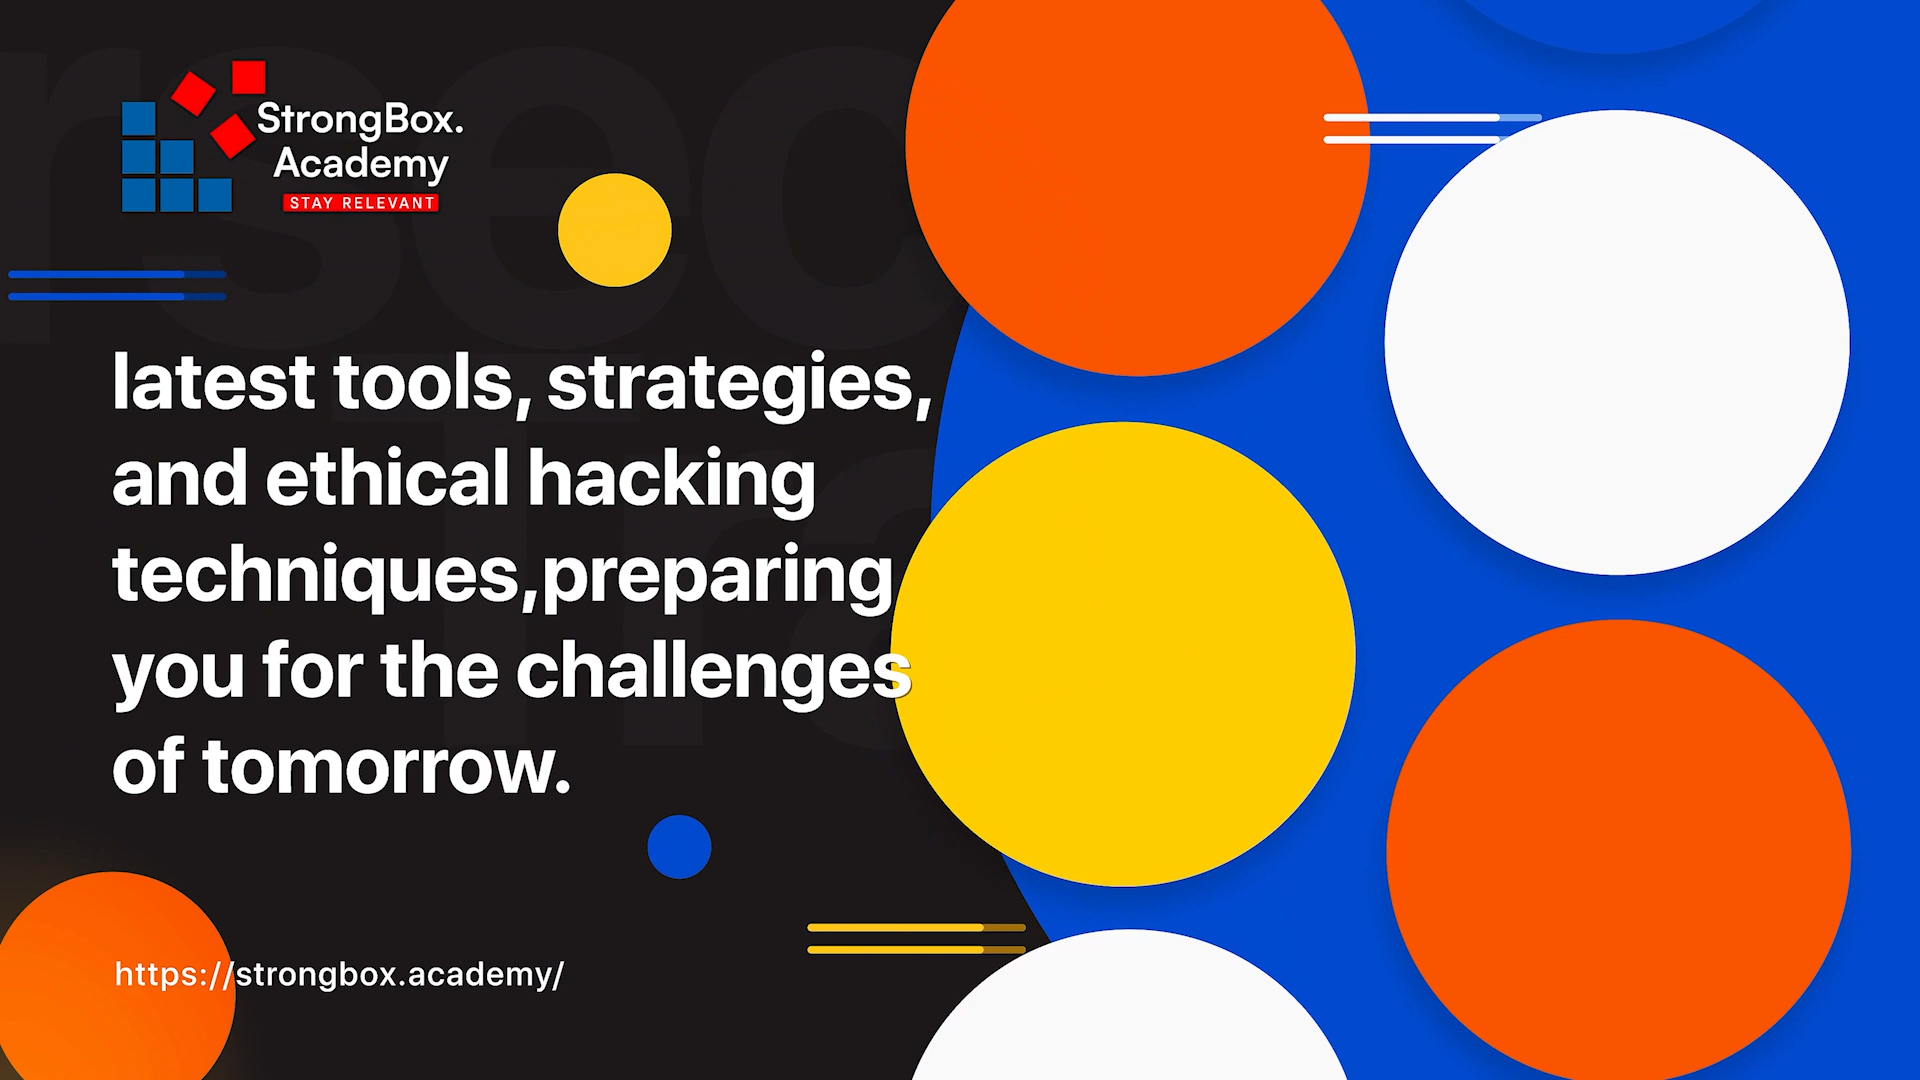 StrongBox.
Academy
STAY RELEVANT
latest tools, strategies,
and ethical hacking
techniques,preparing
you for the challenges
of tomorrow.
https://strongbox.academy/